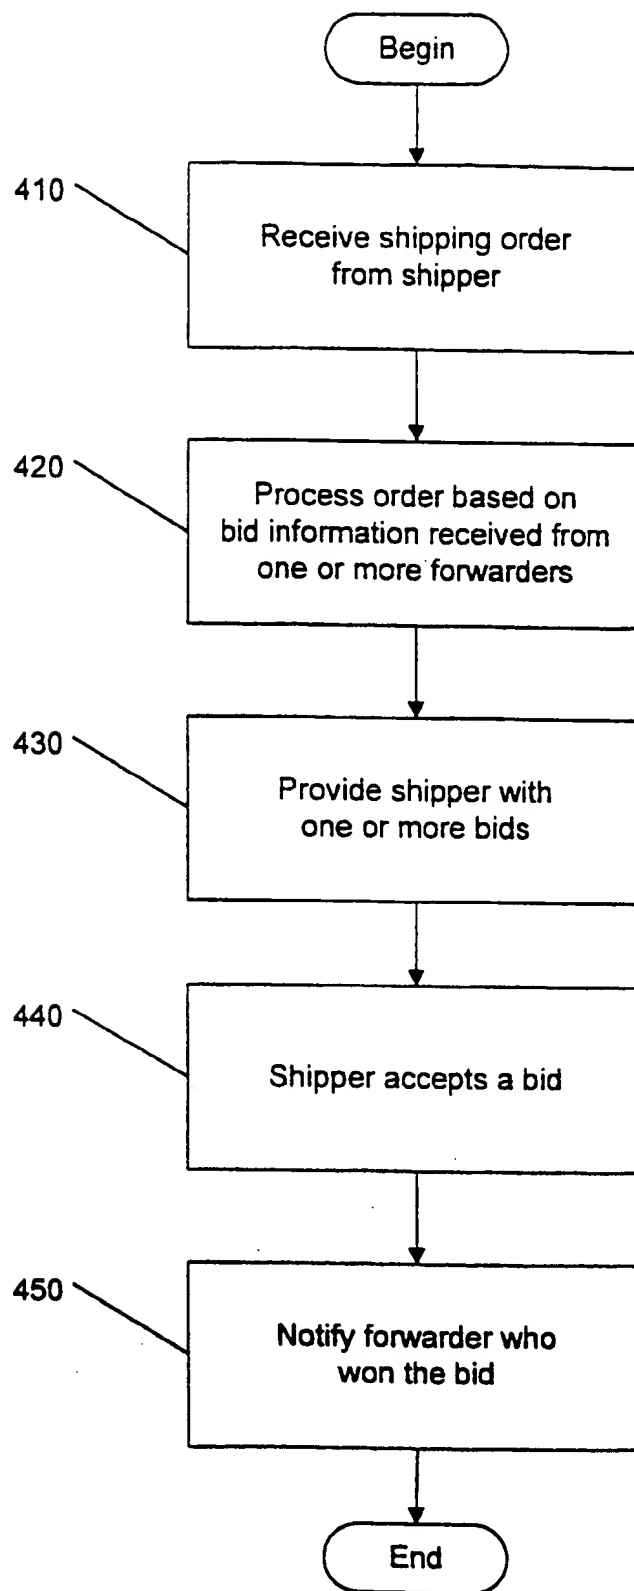 Begin
410
Receive shipping order
from shipper
420
Process order based on
bid information received from
one or more forwarders
430
Provide shipper with
one or more bids
440
Shipper accepts a bid
450
Notify forwarder who
won the bid
End